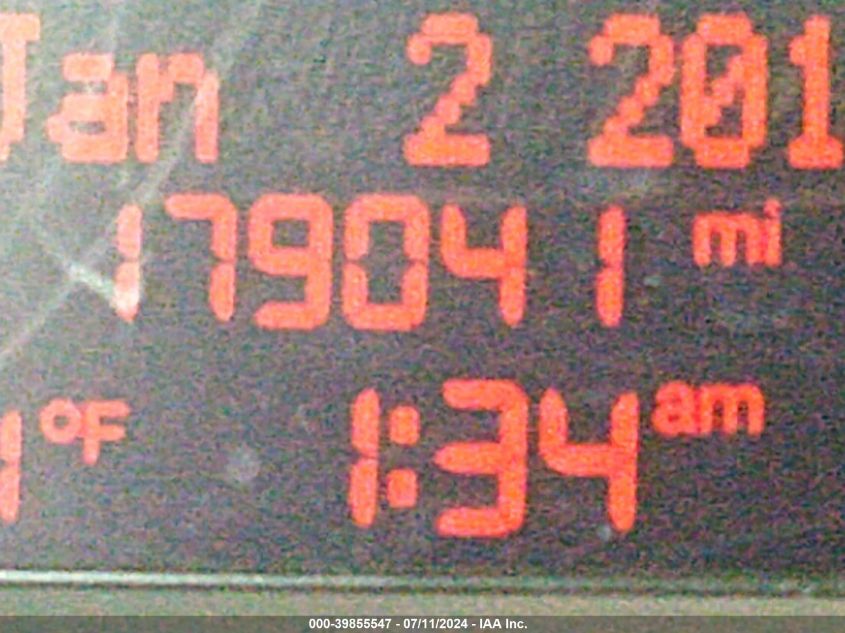 Jan 2 201
179041 mi
°F 1:34 am
000-39855547 - 07/11/2024 - IAA Inc.